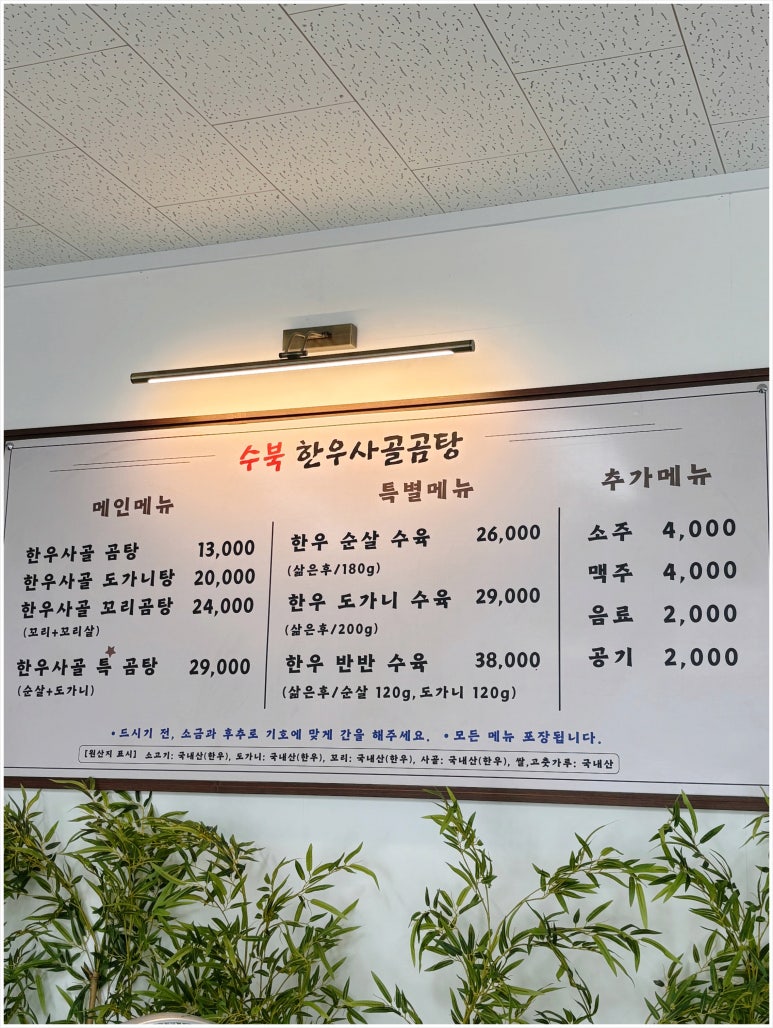 수북 한우사골곰탕
메인메뉴
한우사골 곰탕 13,000
한우사골 도가니탕 20,000
한우사골 꼬리곰탕 24,000
(꼬리+꼬리살)
한우사골 특 곰탕 29,000
(순살+도가니)
특별메뉴
한우 순살 수육 26,000
(삶은후/180g)
한우 도가니 수육 29,000
(삶은후/200g)
한우 반반 수육 38,000
(삶은후/순살 120g,도가니 120g)
추가메뉴
소주 4,000
맥주 4,000
음료 2,000
공기 2,000
•드시기 전, 소금과 후추로 기호에 맞게 간을 해주세요. •모든 메뉴 포장됩니다.
[원산지 표시] 소고기: 국내산(한우), 도가니: 국내산(한우), 꼬리: 국내산(한우), 사골: 국내산(한우), 쌀,고춧가루: 국내산